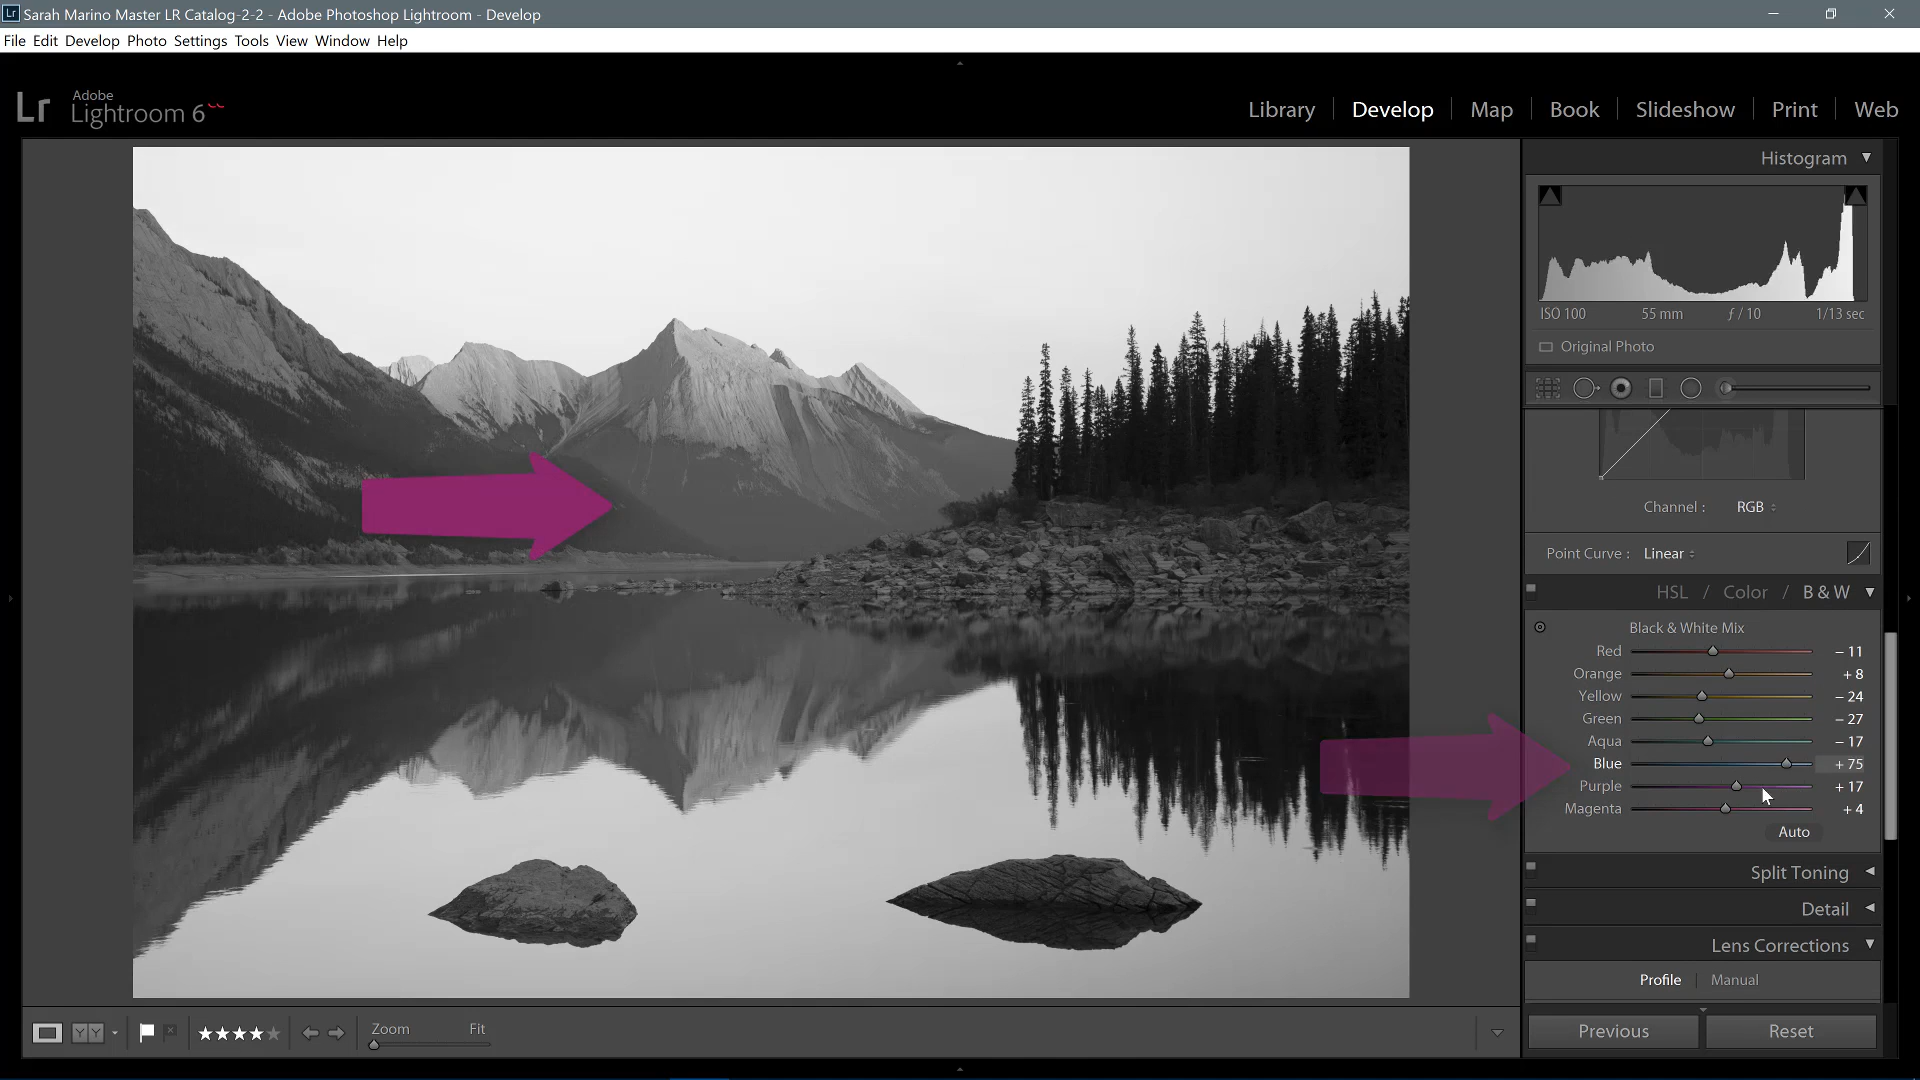 Lr Sarah Marino Master LR Catalog-2-2 - Adobe Photoshop Lightroom - Develop
File Edit Develop Photo Settings Tools View Window Help
Lr Adobe
Lightroom 6
Library Develop Map Book Slideshow Print Web
Histogram
ISO 100 55 mm ƒ / 10 1/13 sec
Original Photo
Channel : RGB
Point Curve : Linear
HSL / Color / B & W
Black & White Mix
Red - 11
Orange + 8
Yellow - 24
Green - 27
Aqua - 17
Blue + 75
Purple + 17
Magenta + 4
Auto
Split Toning
Detail
Lens Corrections
Profile Manual
YY Zoom Fit
Previous Reset